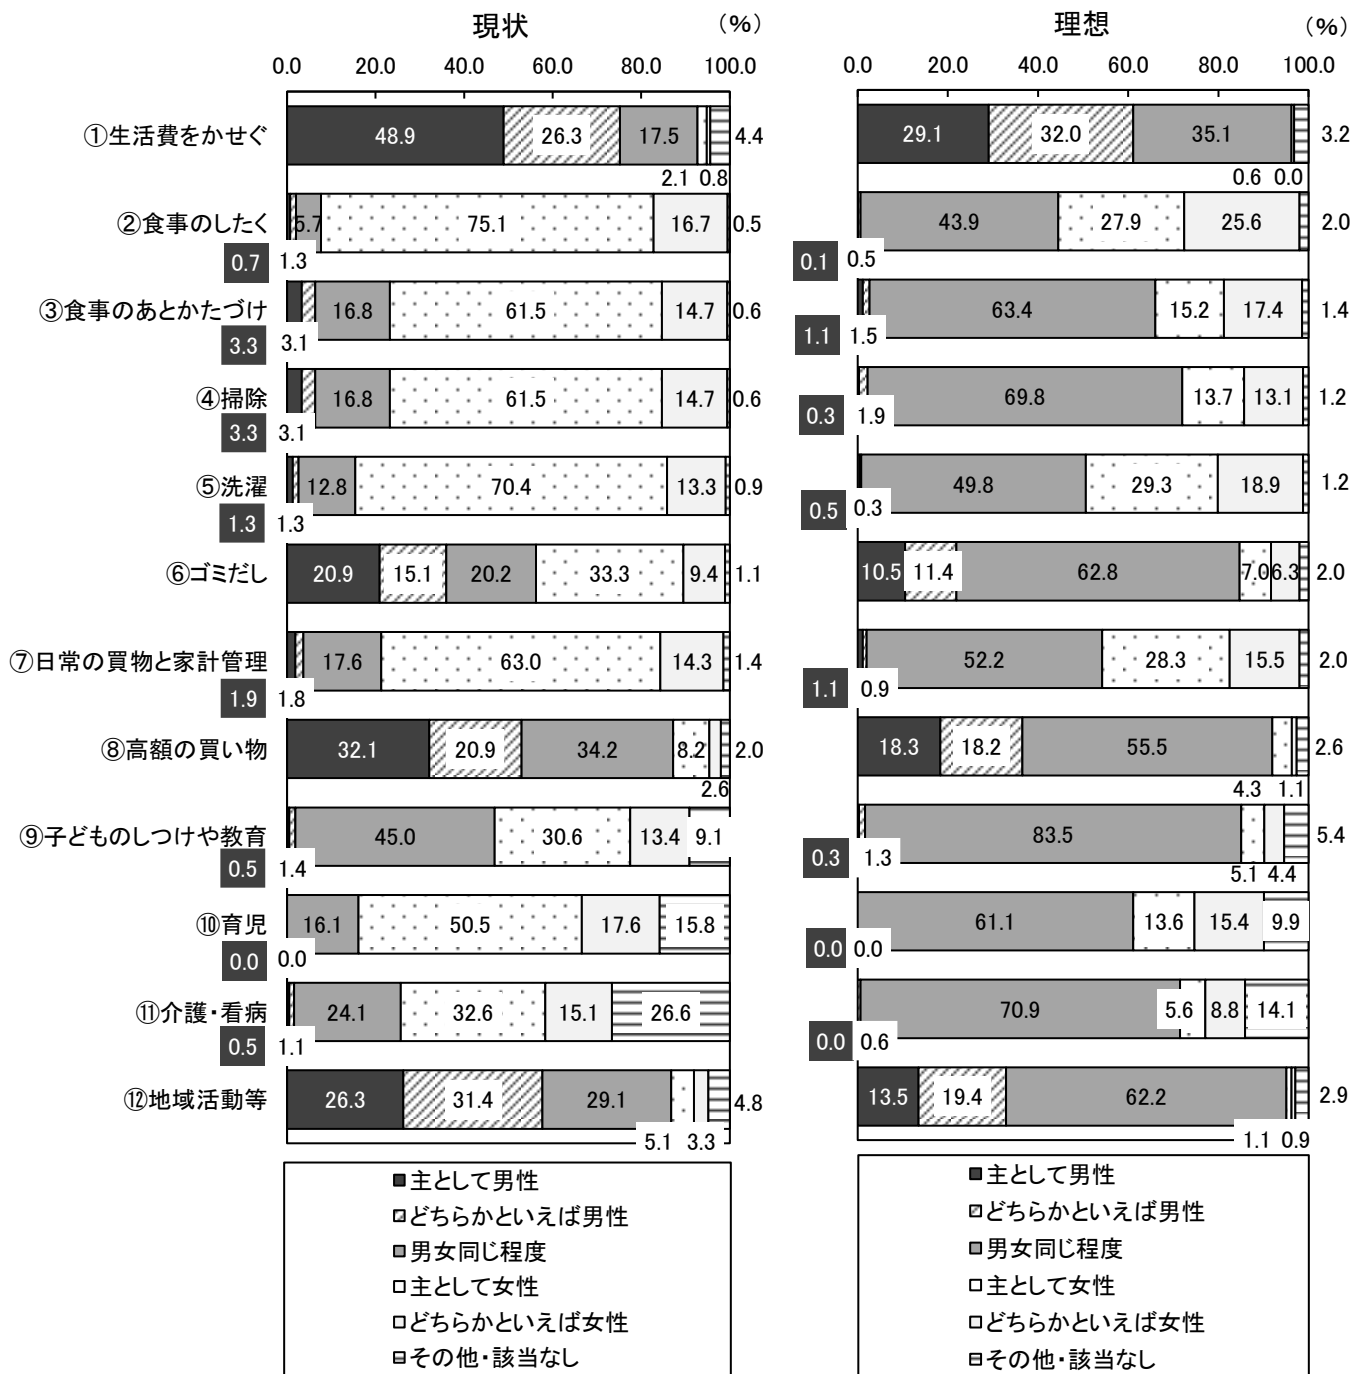 現状 （％）
0.0 20.0 40.0 60.0 80.0 100.0
①生活費をかせぐ 48.9 26.3 17.5 4.4
2.1 0.8
②食事のしたく 5.7 75.1 16.7 0.5
0.7 1.3
③食事のあとかたづけ 16.8 61.5 14.7 0.6
3.3 3.1
④掃除 16.8 61.5 14.7 0.6
3.3 3.1
⑤洗濯 12.8 70.4 13.3 0.9
1.3 1.3
⑥ゴミだし 20.9 15.1 20.2 33.3 9.4 1.1
⑦日常の買物と家計管理 17.6 63.0 14.3 1.4
1.9 1.8
⑧高額の買い物 32.1 20.9 34.2 8.2 2.0
2.6
⑨子どものしつけや教育 45.0 30.6 13.4 9.1
0.5 1.4
⑩育児 16.1 50.5 17.6 15.8
0.0 0.0
⑪介護・看病 24.1 32.6 15.1 26.6
0.5 1.1
⑫地域活動等 26.3 31.4 29.1 4.8
5.1 3.3
主として男性
どちらかといえば男性
男女同じ程度
主として女性
どちらかといえば女性
その他・該当なし
理想 （％）
0.0 20.0 40.0 60.0 80.0 100.0
29.1 32.0 35.1 3.2
0.6 0.0
43.9 27.9 25.6 2.0
0.1 0.5
63.4 15.2 17.4 1.4
1.1 1.5
69.8 13.7 13.1 1.2
0.3 1.9
49.8 29.3 18.9 1.2
0.5 0.3
10.5 11.4 62.8 7.0 6.3 2.0
52.2 28.3 15.5 2.0
1.1 0.9
18.3 18.2 55.5 2.6
4.3 1.1
83.5 5.4
0.3 1.3 5.1 4.4
61.1 13.6 15.4 9.9
0.0 0.0
70.9 5.6 8.8 14.1
0.0 0.6
13.5 19.4 62.2 2.9
1.1 0.9
主として男性
どちらかといえば男性
男女同じ程度
主として女性
どちらかといえば女性
その他・該当なし